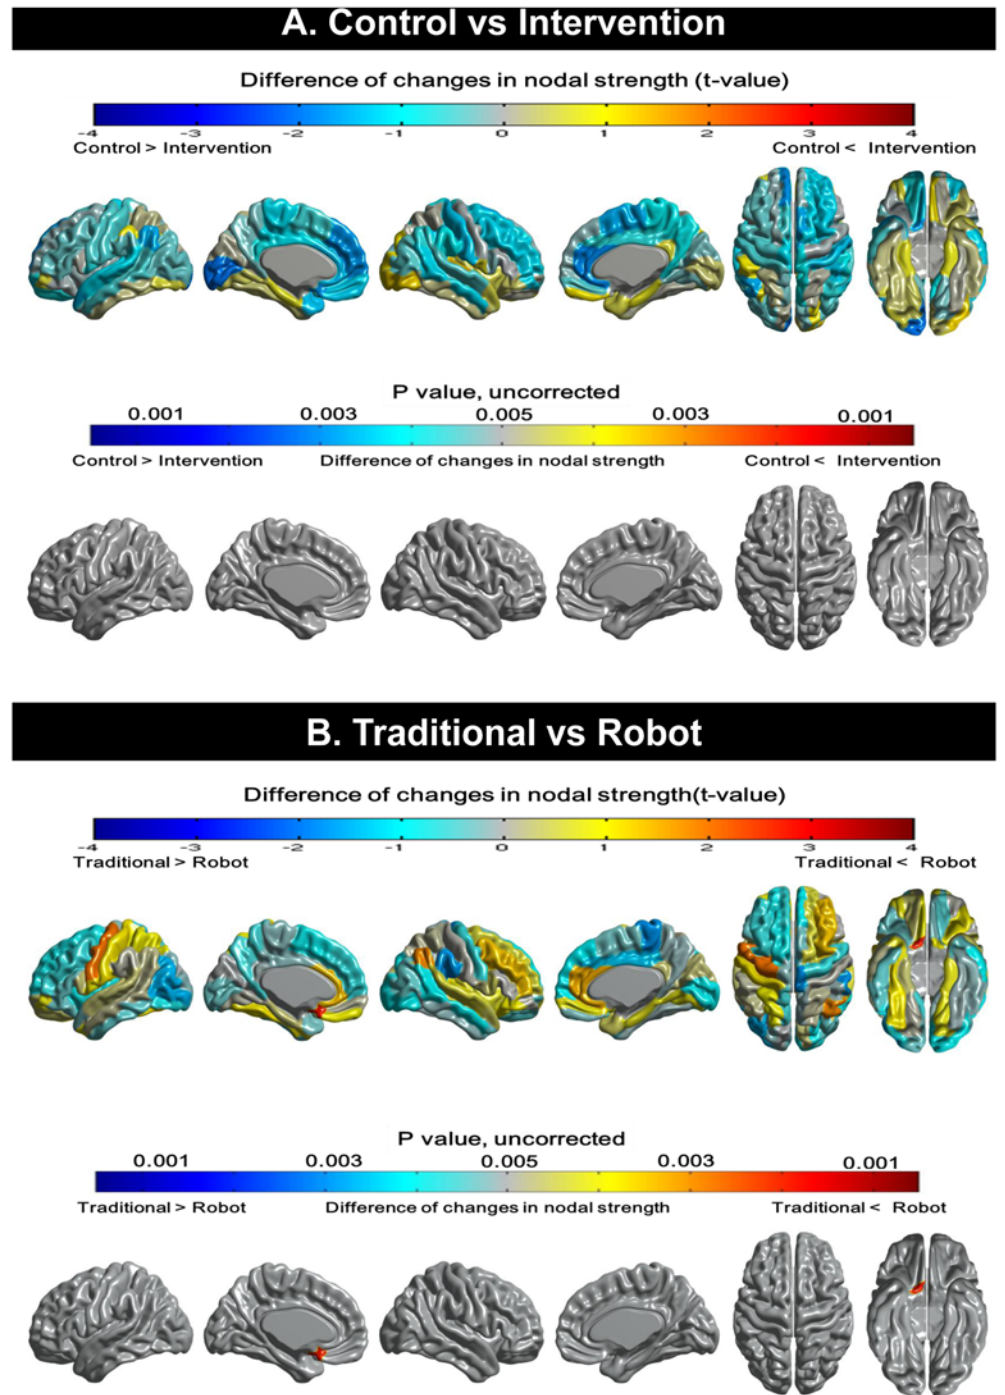 A. Control vs Intervention
Difference of changes in nodal strength (t-value)
-4 -3 -2 -1 0 1 2 3 4
Control > Intervention Control < Intervention
P value, uncorrected
0.001 0.003 0.005 0.003 0.001
Control > Intervention Difference of changes in nodal strength Control < Intervention
B. Traditional vs Robot
Difference of changes in nodal strength(t-value)
-4 -3 -2 -1 0 1 2 3 4
Traditional > Robot Traditional < Robot
P value, uncorrected
0.001 0.003 0.005 0.003 0.001
Traditional > Robot Difference of changes in nodal strength Traditional < Robot